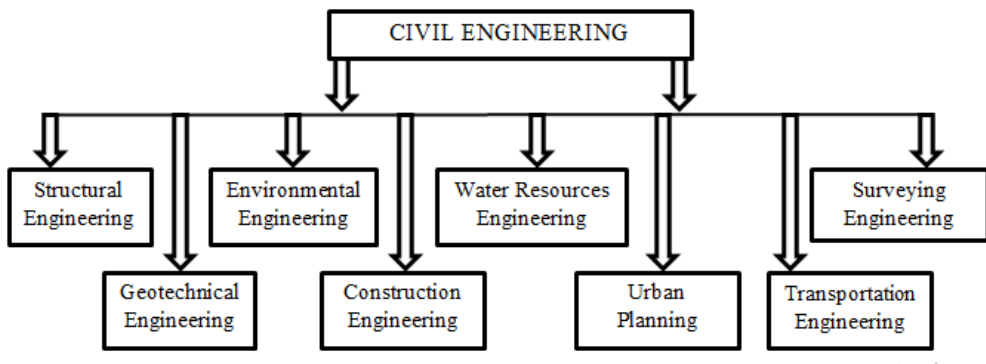 CIVIL ENGINEERING
Structural
Engineering
Environmental
Engineering
Water Resources
Engineering
Surveying
Engineering
Geotechnical
Engineering
Construction
Engineering
Urban
Planning
Transportation
Engineering